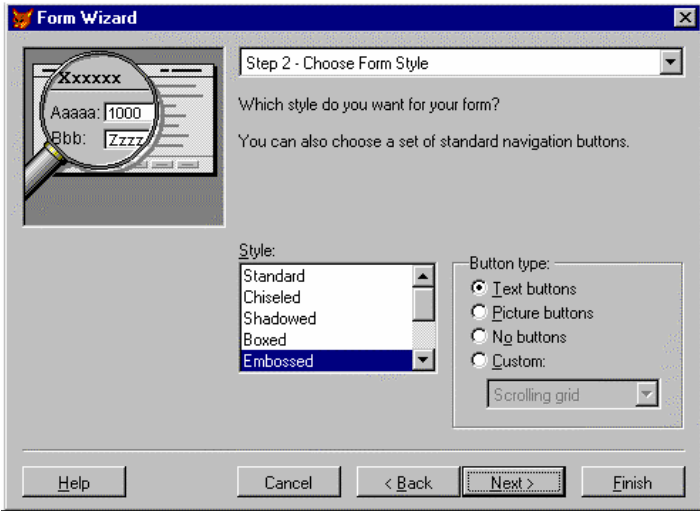 Form Wizard
Step 2 - Choose Form Style
Xxxxxx
Aaaaa: 1000
Bbb: Zzzz
Which style do you want for your form?
You can also choose a set of standard navigation buttons.
Style:
Standard
Chiseled
Shadowed
Boxed
Embossed
Button type:
Text buttons
Picture buttons
No buttons
Custom:
Scrolling grid
Help
Cancel
< Back
Next >
Finish